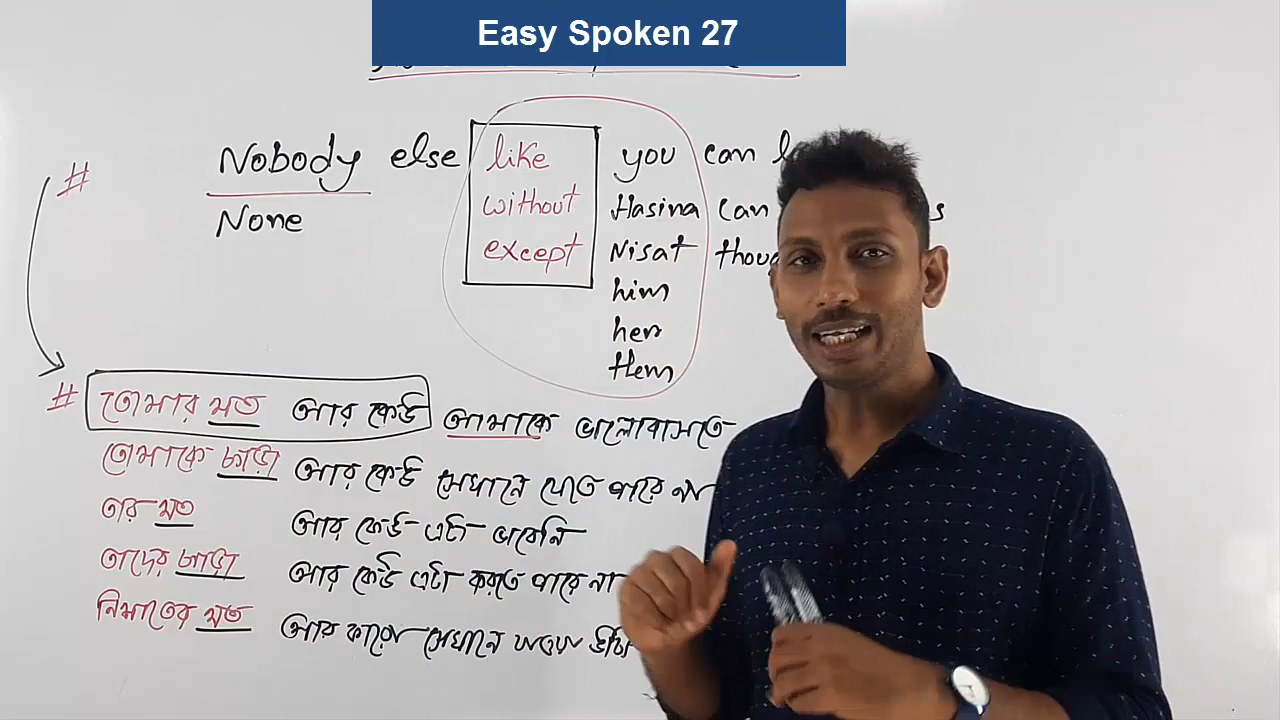 Easy Spoken 27
# Nobody else like you can
None without Hasina can s
except Nisat thoug
him
her
them
# তোমার মত আর কেউ আমাকে ভালোবাসতে
তোমাকে ছাড়া আর কেউ সেখানে যেতে পারে না
তার মত আর কেউ এটা ভাবেনি
তাদের ছাড়া আর কেউ এটা করতে পারে না
নিসাতের মত আর কারো সেখানে যাওয়া উচিত